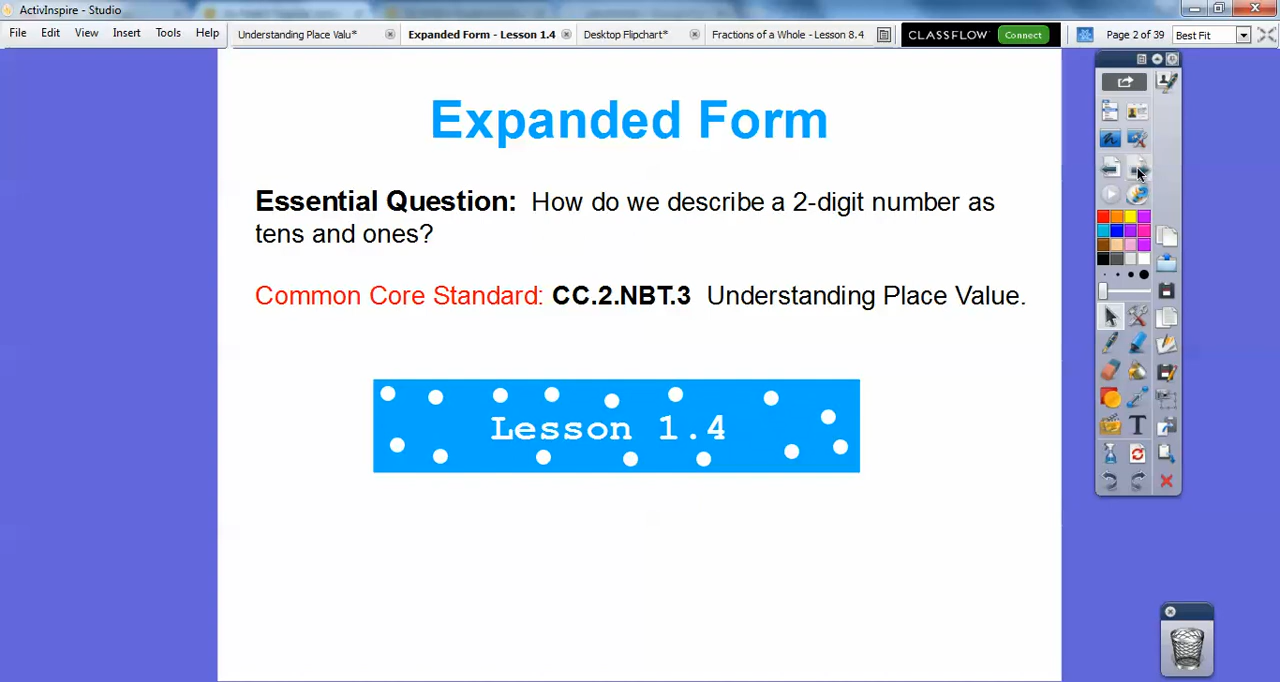 ActivInspire - Studio
File Edit View Insert Tools Help
Understanding Place Valu* Expanded Form - Lesson 1.4 Desktop Flipchart* Fractions of a Whole - Lesson 8.4
CLASSFLOW Connect
Page 2 of 39 Best Fit
Expanded Form
Essential Question: How do we describe a 2-digit number as
tens and ones?
Common Core Standard: CC.2.NBT.3 Understanding Place Value.
Lesson 1.4